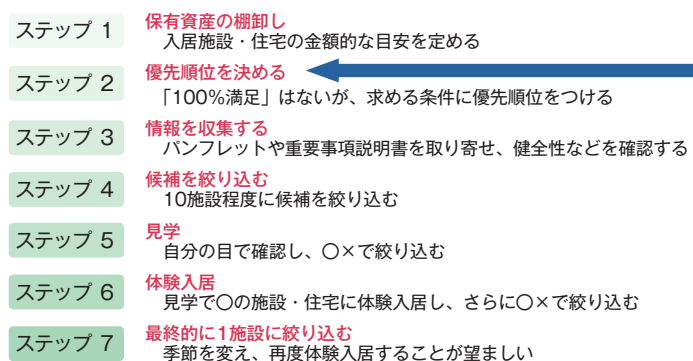 ステップ 1
保有資産の棚卸し
入居施設・住宅の金額的な目安を定める
ステップ 2
優先順位を決める
「100%満足」はないが、求める条件に優先順位をつける
ステップ 3
情報を収集する
パンフレットや重要事項説明書を取り寄せ、健全性などを確認する
ステップ 4
候補を絞り込む
10施設程度に候補を絞り込む
ステップ 5
見学
自分の目で確認し、〇×で絞り込む
ステップ 6
体験入居
見学で〇の施設・住宅に体験入居し、さらに〇×で絞り込む
ステップ 7
最終的に1施設に絞り込む
季節を変え、再度体験入居することが望ましい